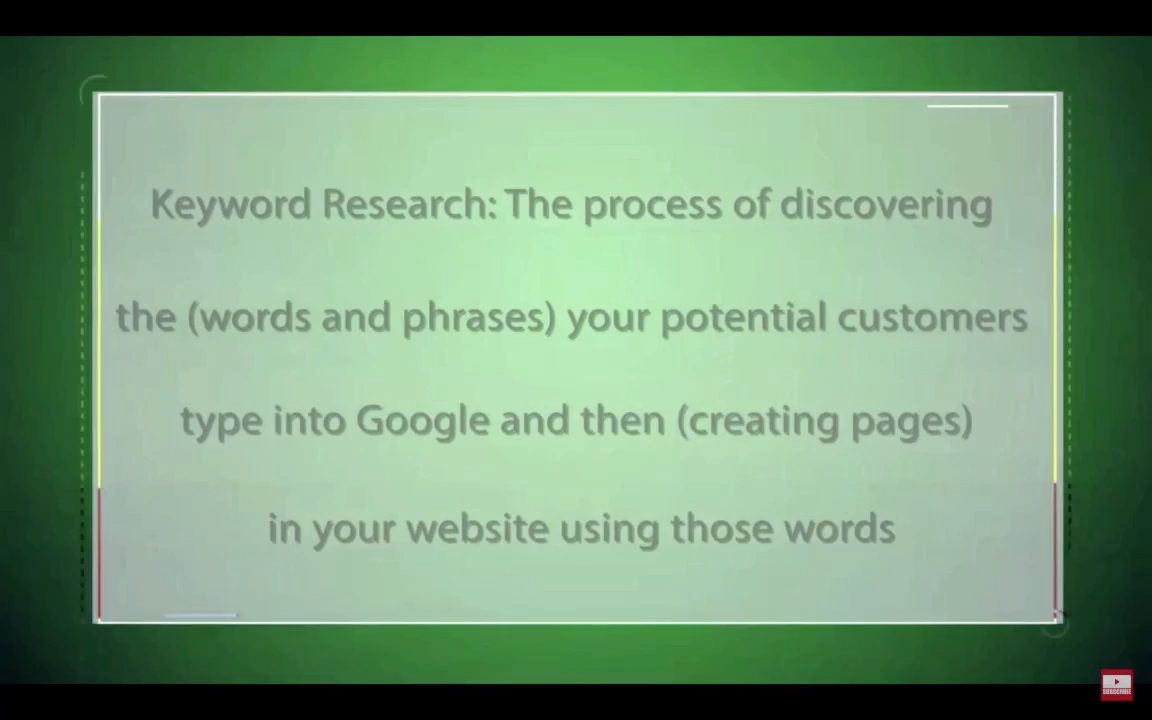 Keyword Research: The process of discovering
the (words and phrases) your potential customers
type into Google and then (creating pages)
in your website using those words
SUBSCRIBE